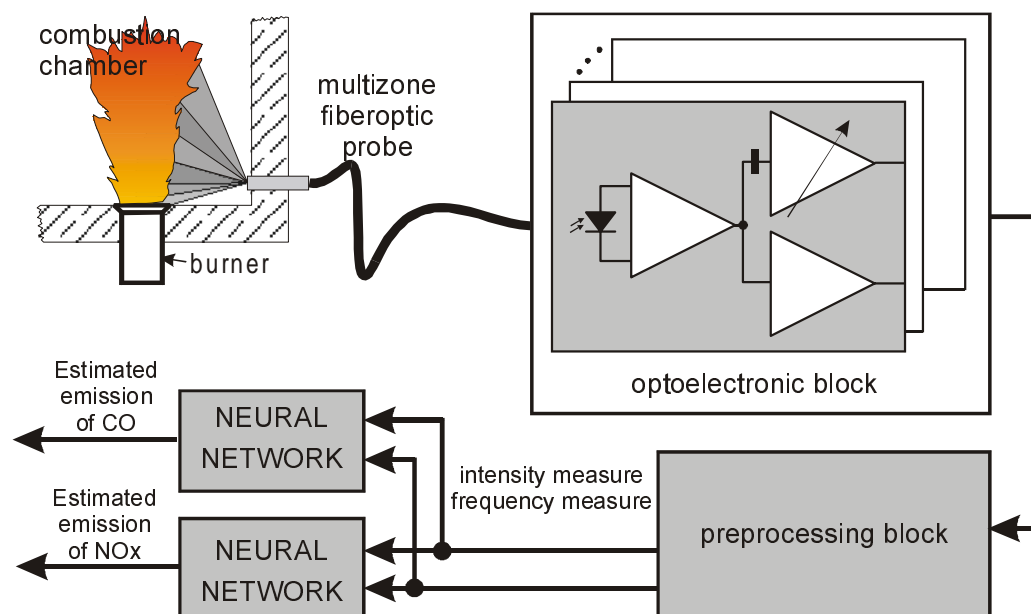 combustion
chamber
multizone
fiberoptic
probe
burner
optoelectronic block
Estimated
emission
of CO
NEURAL
NETWORK
intensity measure
frequency measure
preprocessing block
Estimated
emission
of NOx
NEURAL
NETWORK